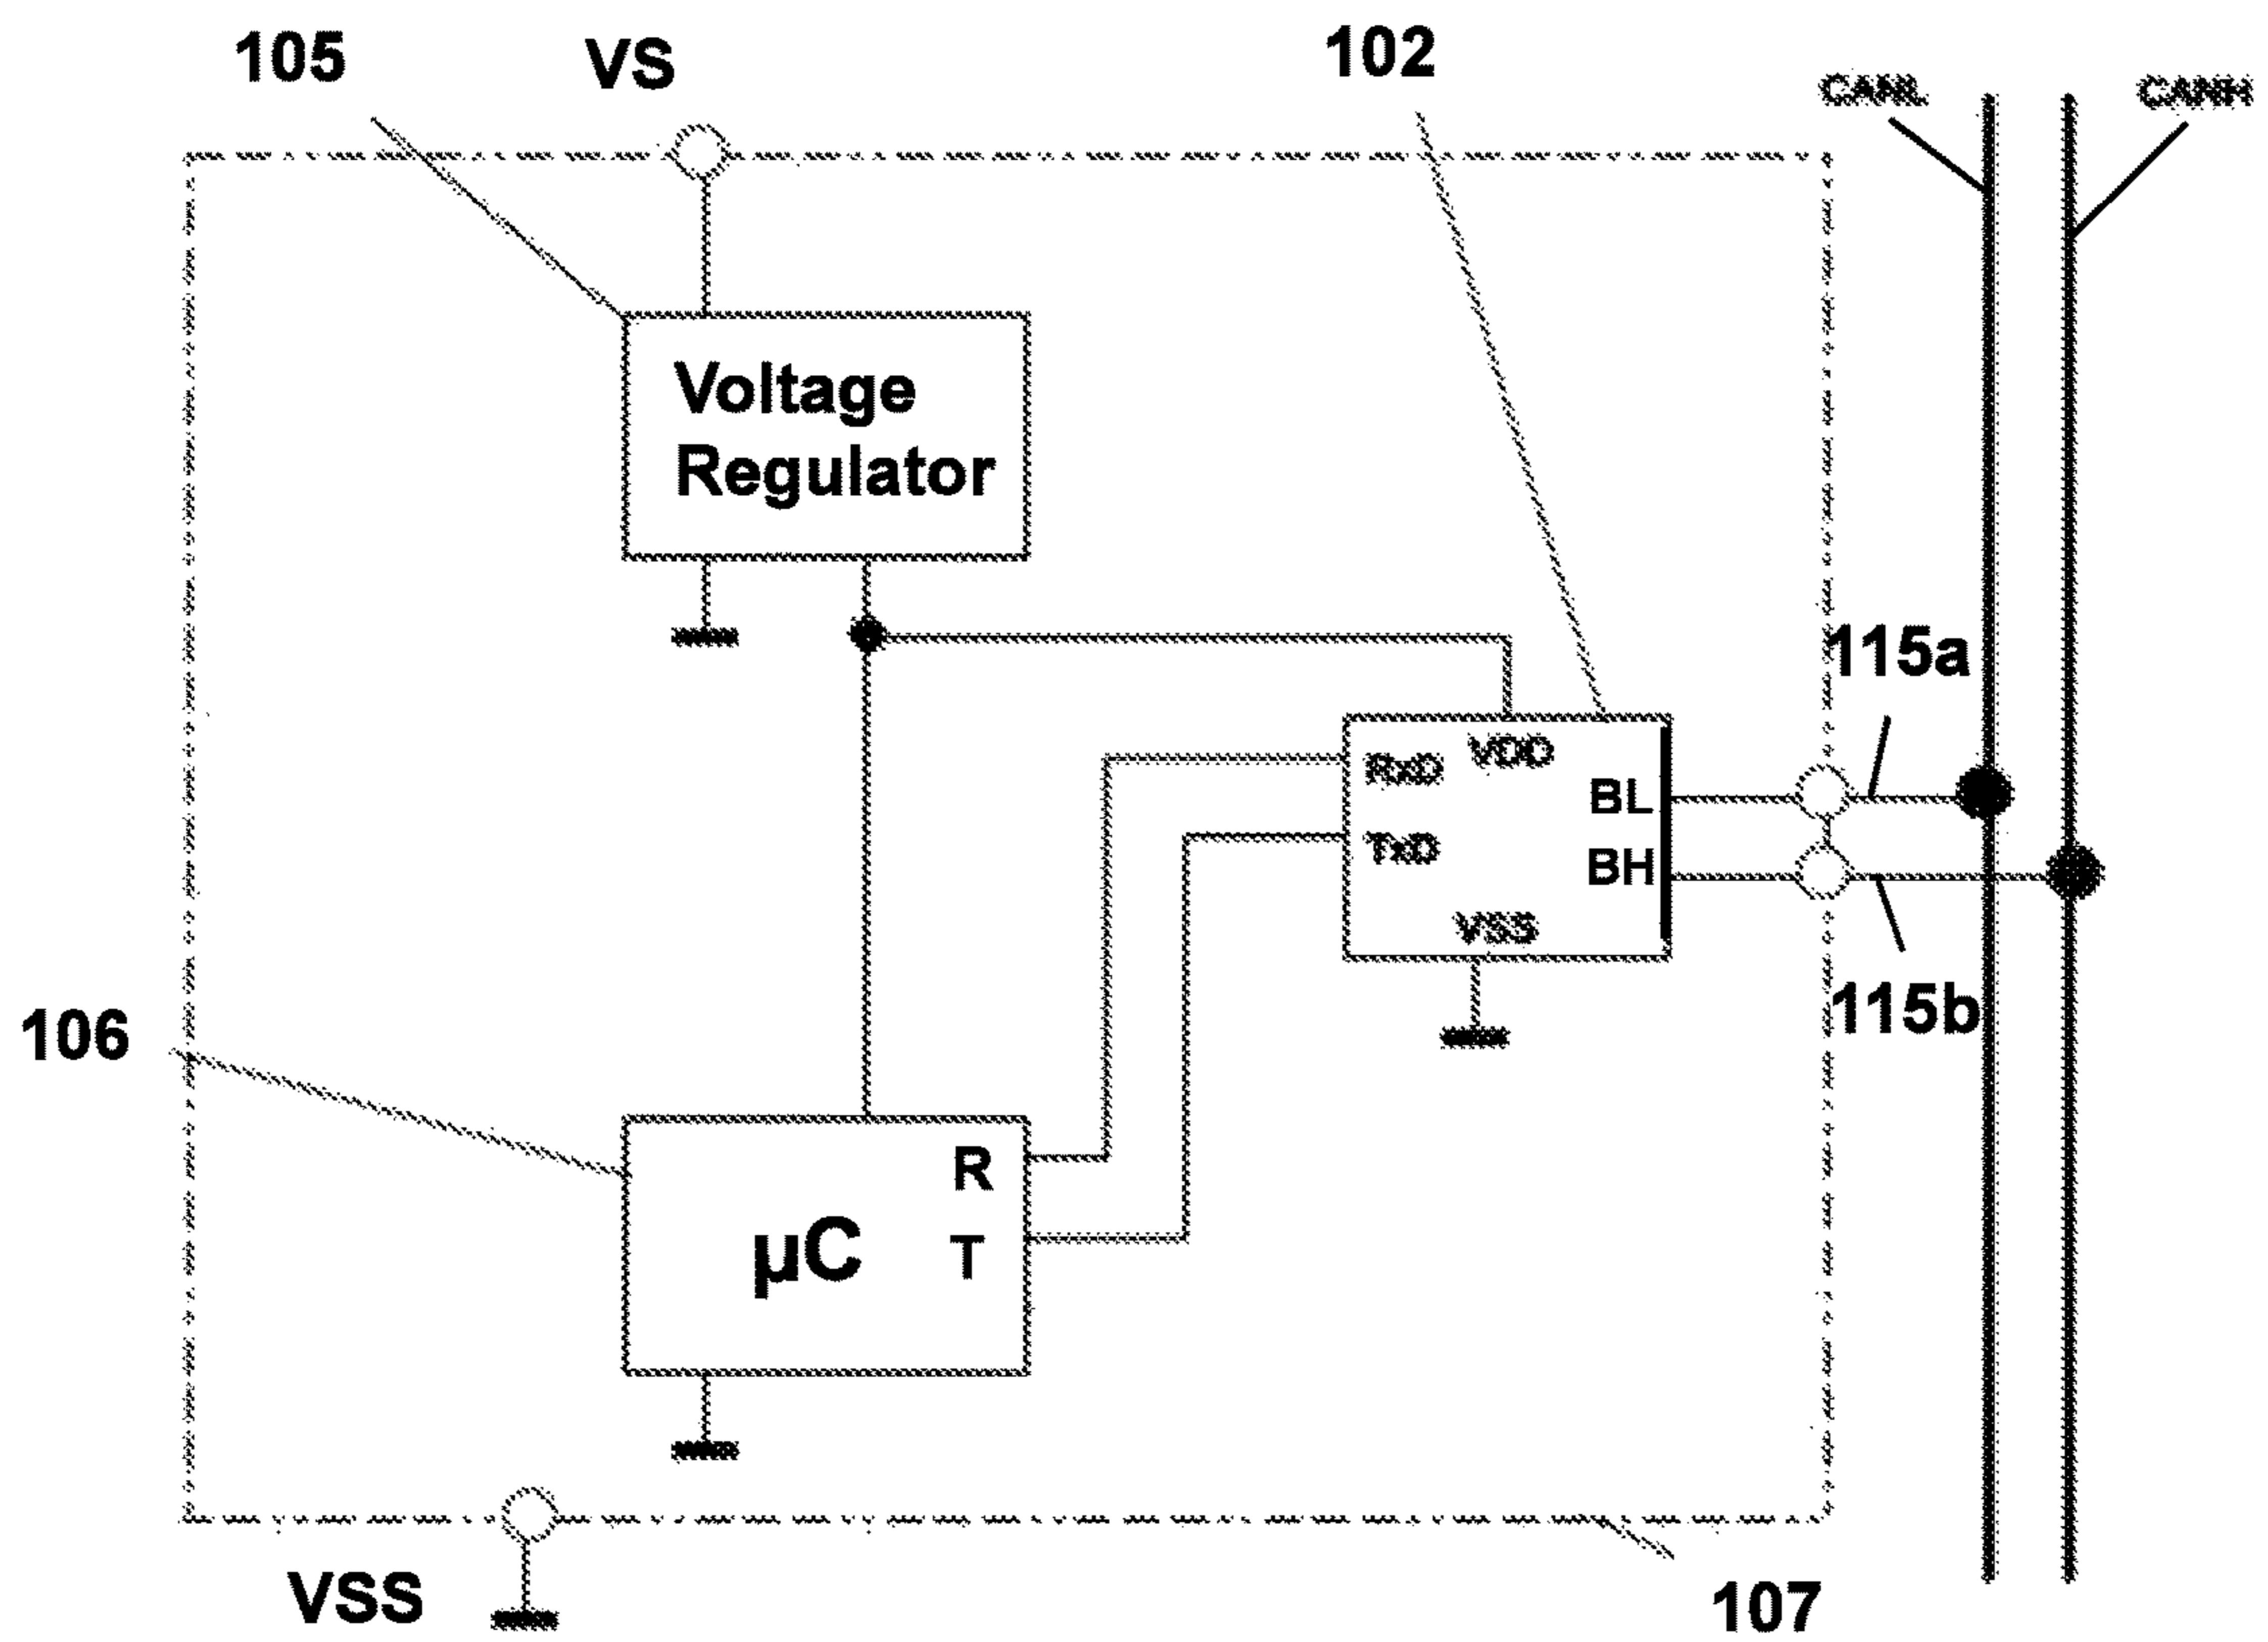 105
VS
102
CANL
CANH
Voltage
Regulator
115a
RxD
VDD
BL
TxD
BH
VSS
115b
106
R
µC
T
VSS
107